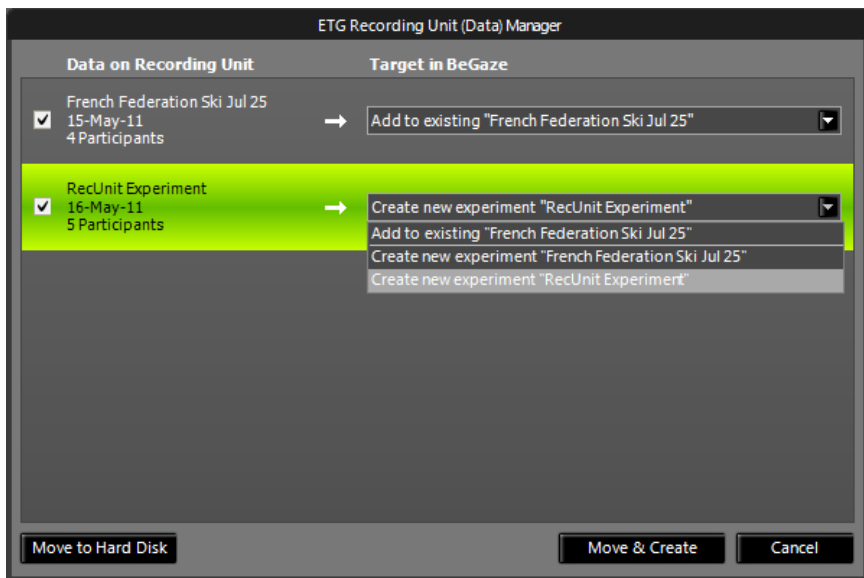 ETG Recording Unit (Data) Manager
Data on Recording Unit
Target in BeGaze
French Federation Ski Jul 25
15-May-11
4 Participants
Add to existing "French Federation Ski Jul 25"
RecUnit Experiment
16-May-11
5 Participants
Create new experiment "RecUnit Experiment"
Add to existing "French Federation Ski Jul 25"
Create new experiment "French Federation Ski Jul 25"
Create new experiment "RecUnit Experiment"
Move to Hard Disk
Move & Create
Cancel